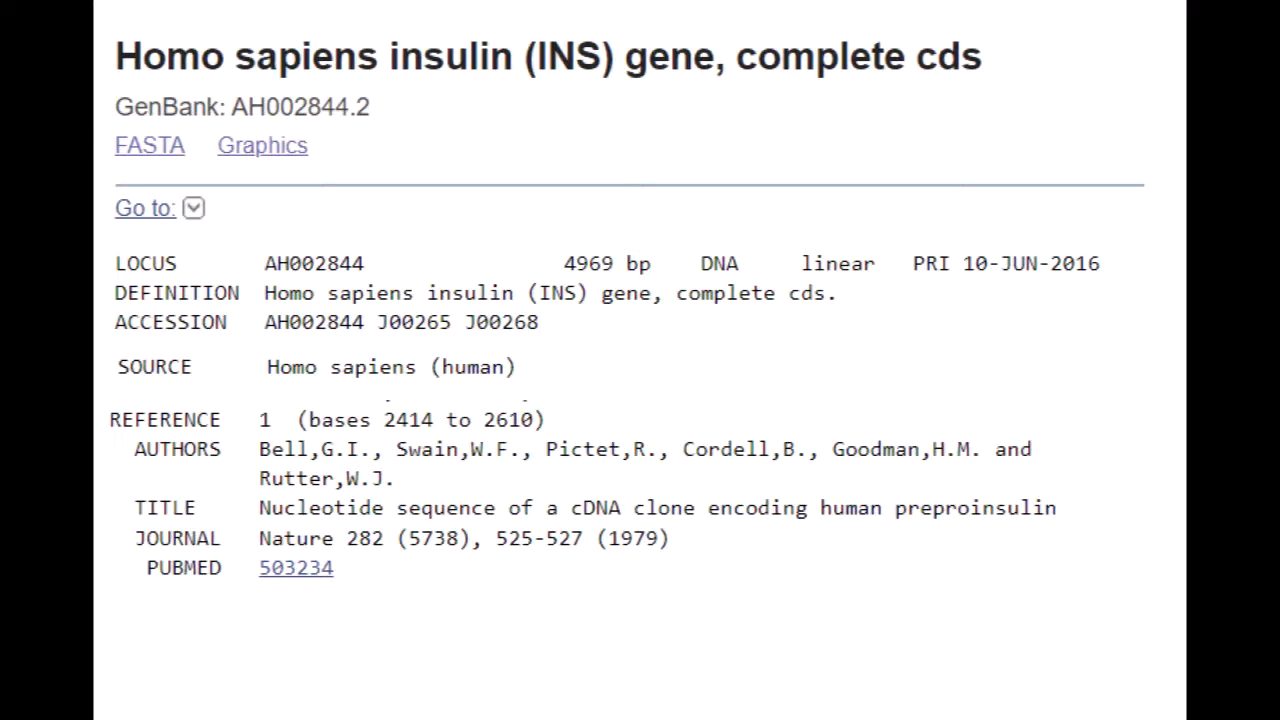 Homo sapiens insulin (INS) gene, complete cds
GenBank: AH002844.2
FASTA Graphics
Go to:
LOCUS AH002844 4969 bp DNA linear PRI 10-JUN-2016
DEFINITION Homo sapiens insulin (INS) gene, complete cds.
ACCESSION AH002844 J00265 J00268
SOURCE Homo sapiens (human)
REFERENCE 1 (bases 2414 to 2610)
AUTHORS Bell,G.I., Swain,W.F., Pictet,R., Cordell,B., Goodman,H.M. and
Rutter,W.J.
TITLE Nucleotide sequence of a cDNA clone encoding human preproinsulin
JOURNAL Nature 282 (5738), 525-527 (1979)
PUBMED 503234